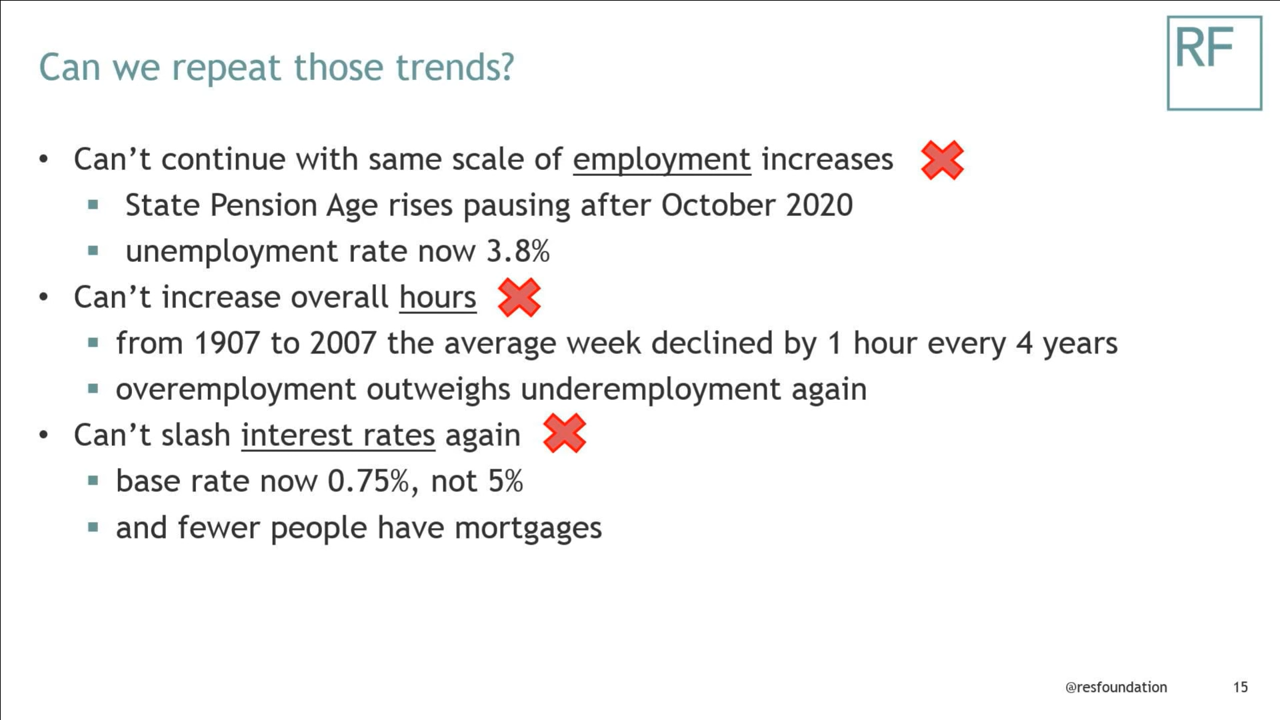 Can we repeat those trends?
RF
• Can’t continue with same scale of employment increases
▪ State Pension Age rises pausing after October 2020
▪ unemployment rate now 3.8%
• Can’t increase overall hours
▪ from 1907 to 2007 the average week declined by 1 hour every 4 years
▪ overemployment outweighs underemployment again
• Can’t slash interest rates again
▪ base rate now 0.75%, not 5%
▪ and fewer people have mortgages
@resfoundation 15